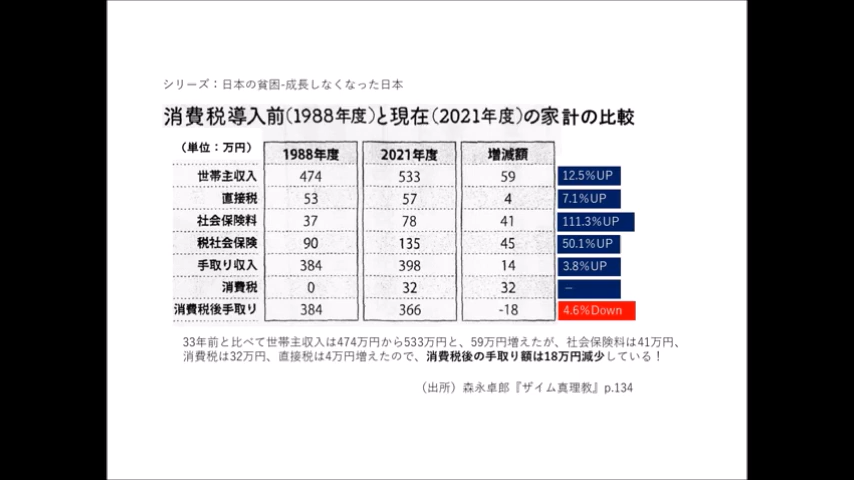 シリーズ：日本の貧困-成長しなくなった日本
消費税導入前(1988年度)と現在(2021年度)の家計の比較
（単位：万円） 1988年度 2021年度 増減額
世帯主収入 474 533 59 12.5%UP
直接税 53 57 4 7.1%UP
社会保険料 37 78 41 111.3%UP
税社会保険 90 135 45 50.1%UP
手取り収入 384 398 14 3.8%UP
消費税 0 32 32 –
消費税後手取り 384 366 -18 4.6%Down
33年前と比べて世帯主収入は474万円から533万円と、59万円増えたが、社会保険料は41万円、
消費税は32万円、直接税は4万円増えたので、消費税後の手取り額は18万円減少している！
（出所）森永卓郎『ザイム真理教』p.134